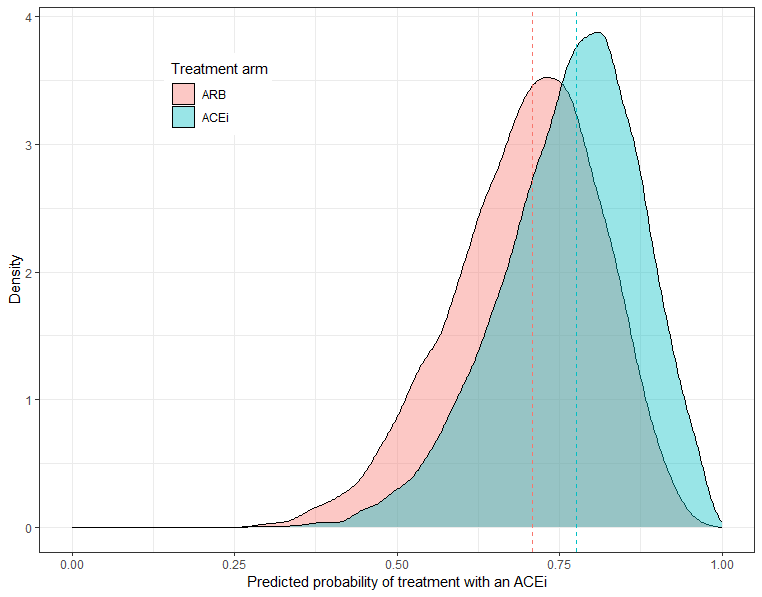 Treatment arm
ARB
ACEi
4
3
2
1
0
Density
0.00 0.25 0.50 0.75 1.00
Predicted probability of treatment with an ACEi